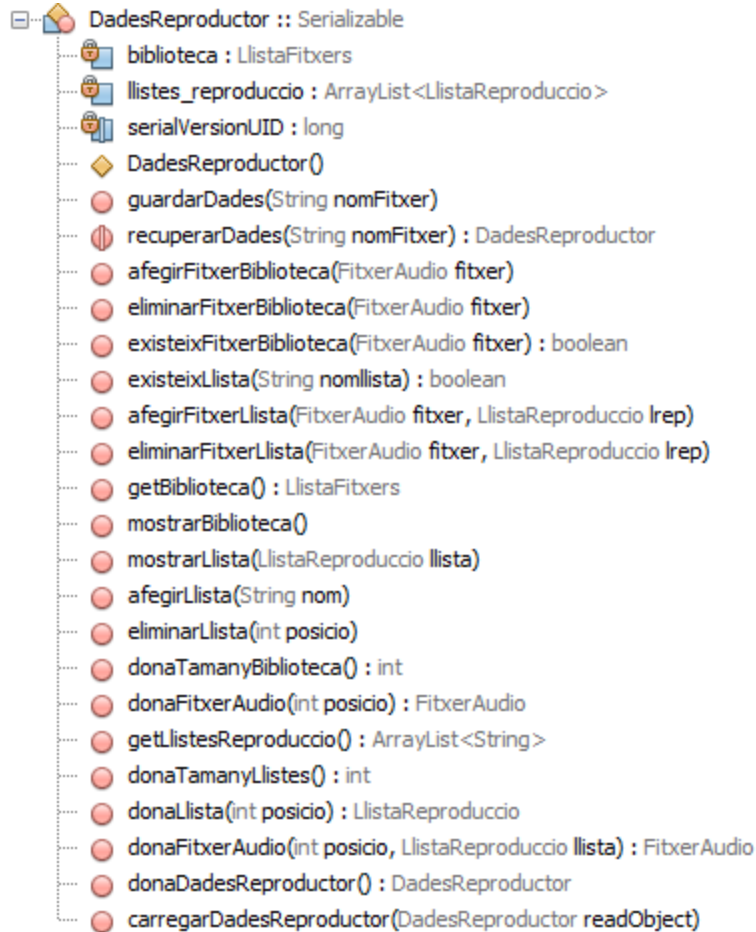 DadesReproductor :: Serializable
biblioteca : LlistaFitxers
llistes_reproduccio : ArrayList<LlistaReproduccio>
serialVersionUID : long
DadesReproductor()
guardarDades(String nomFitxer)
recuperarDades(String nomFitxer) : DadesReproductor
afegirFitxerBiblioteca(FitxerAudio fitxer)
eliminarFitxerBiblioteca(FitxerAudio fitxer)
existeixFitxerBiblioteca(FitxerAudio fitxer) : boolean
existeixLlista(String nomllista) : boolean
afegirFitxerLlista(FitxerAudio fitxer, LlistaReproduccio lrep)
eliminarFitxerLlista(FitxerAudio fitxer, LlistaReproduccio lrep)
getBiblioteca() : LlistaFitxers
mostrarBiblioteca()
mostrarLlista(LlistaReproduccio llista)
afegirLlista(String nom)
eliminarLlista(int posicio)
donaTamanyBiblioteca() : int
donaFitxerAudio(int posicio) : FitxerAudio
getLlistesReproduccio() : ArrayList<String>
donaTamanyLlistes() : int
donaLlista(int posicio) : LlistaReproduccio
donaFitxerAudio(int posicio, LlistaReproduccio llista) : FitxerAudio
donaDadesReproductor() : DadesReproductor
carregarDadesReproductor(DadesReproductor readObject)